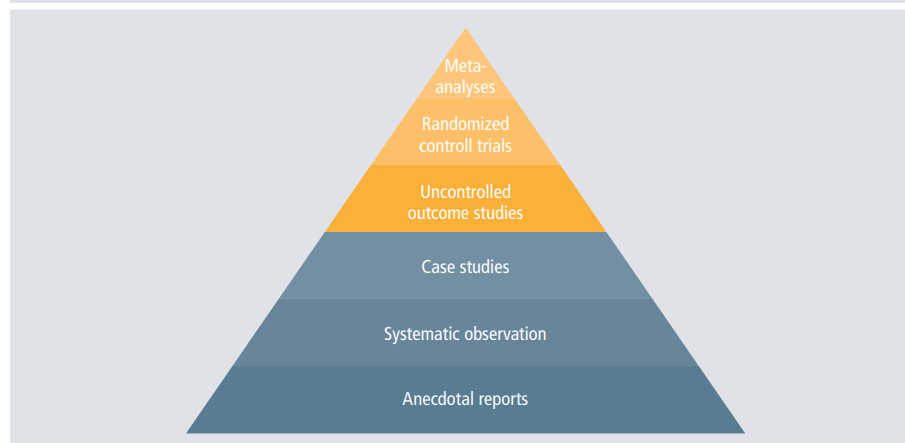 Meta-
analyses
Randomized
controll trials
Uncontrolled
outcome studies
Case studies
Systematic observation
Anecdotal reports